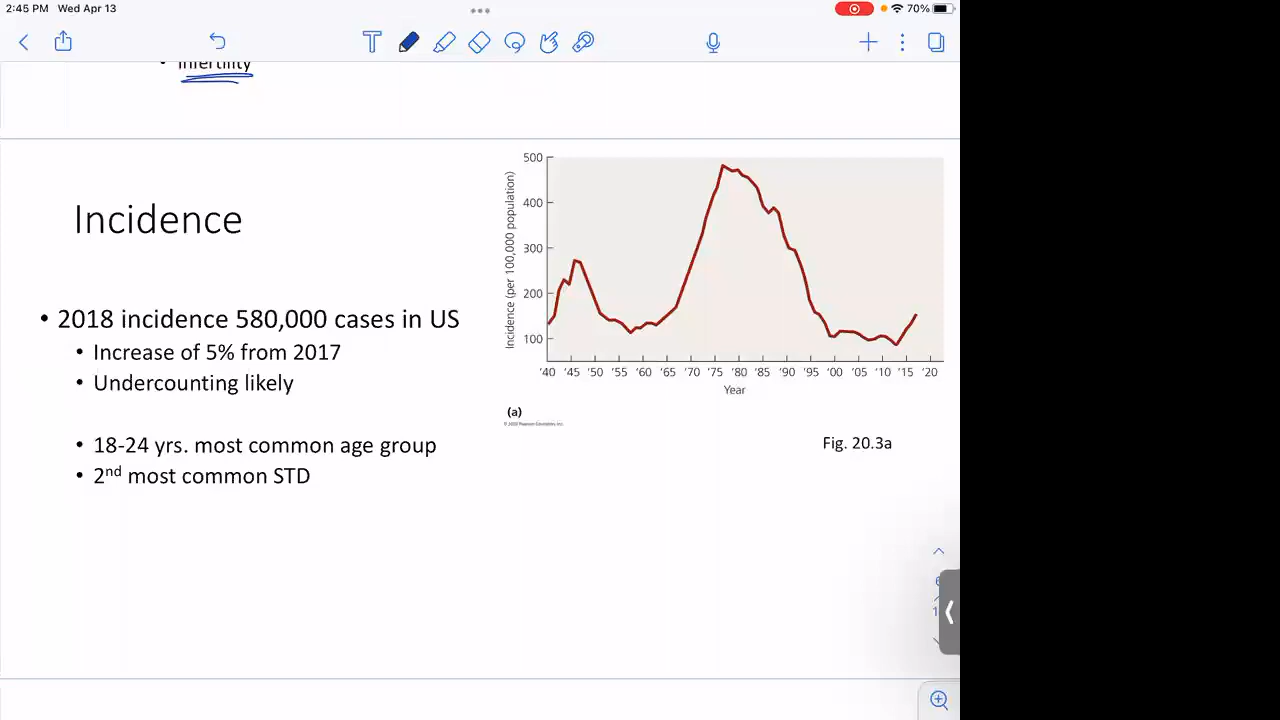 2:45 PM Wed Apr 13
70%
• Infertility
Incidence
• 2018 incidence 580,000 cases in US
• Increase of 5% from 2017
• Undercounting likely
• 18-24 yrs. most common age group
• 2nd most common STD
Incidence (per 100,000 population)
500
400
300
200
100
'40 '45 '50 '55 '60 '65 '70 '75 '80 '85 '90 '95 '00 '05 '10 '15 '20
Year
(a)
Fig. 20.3a